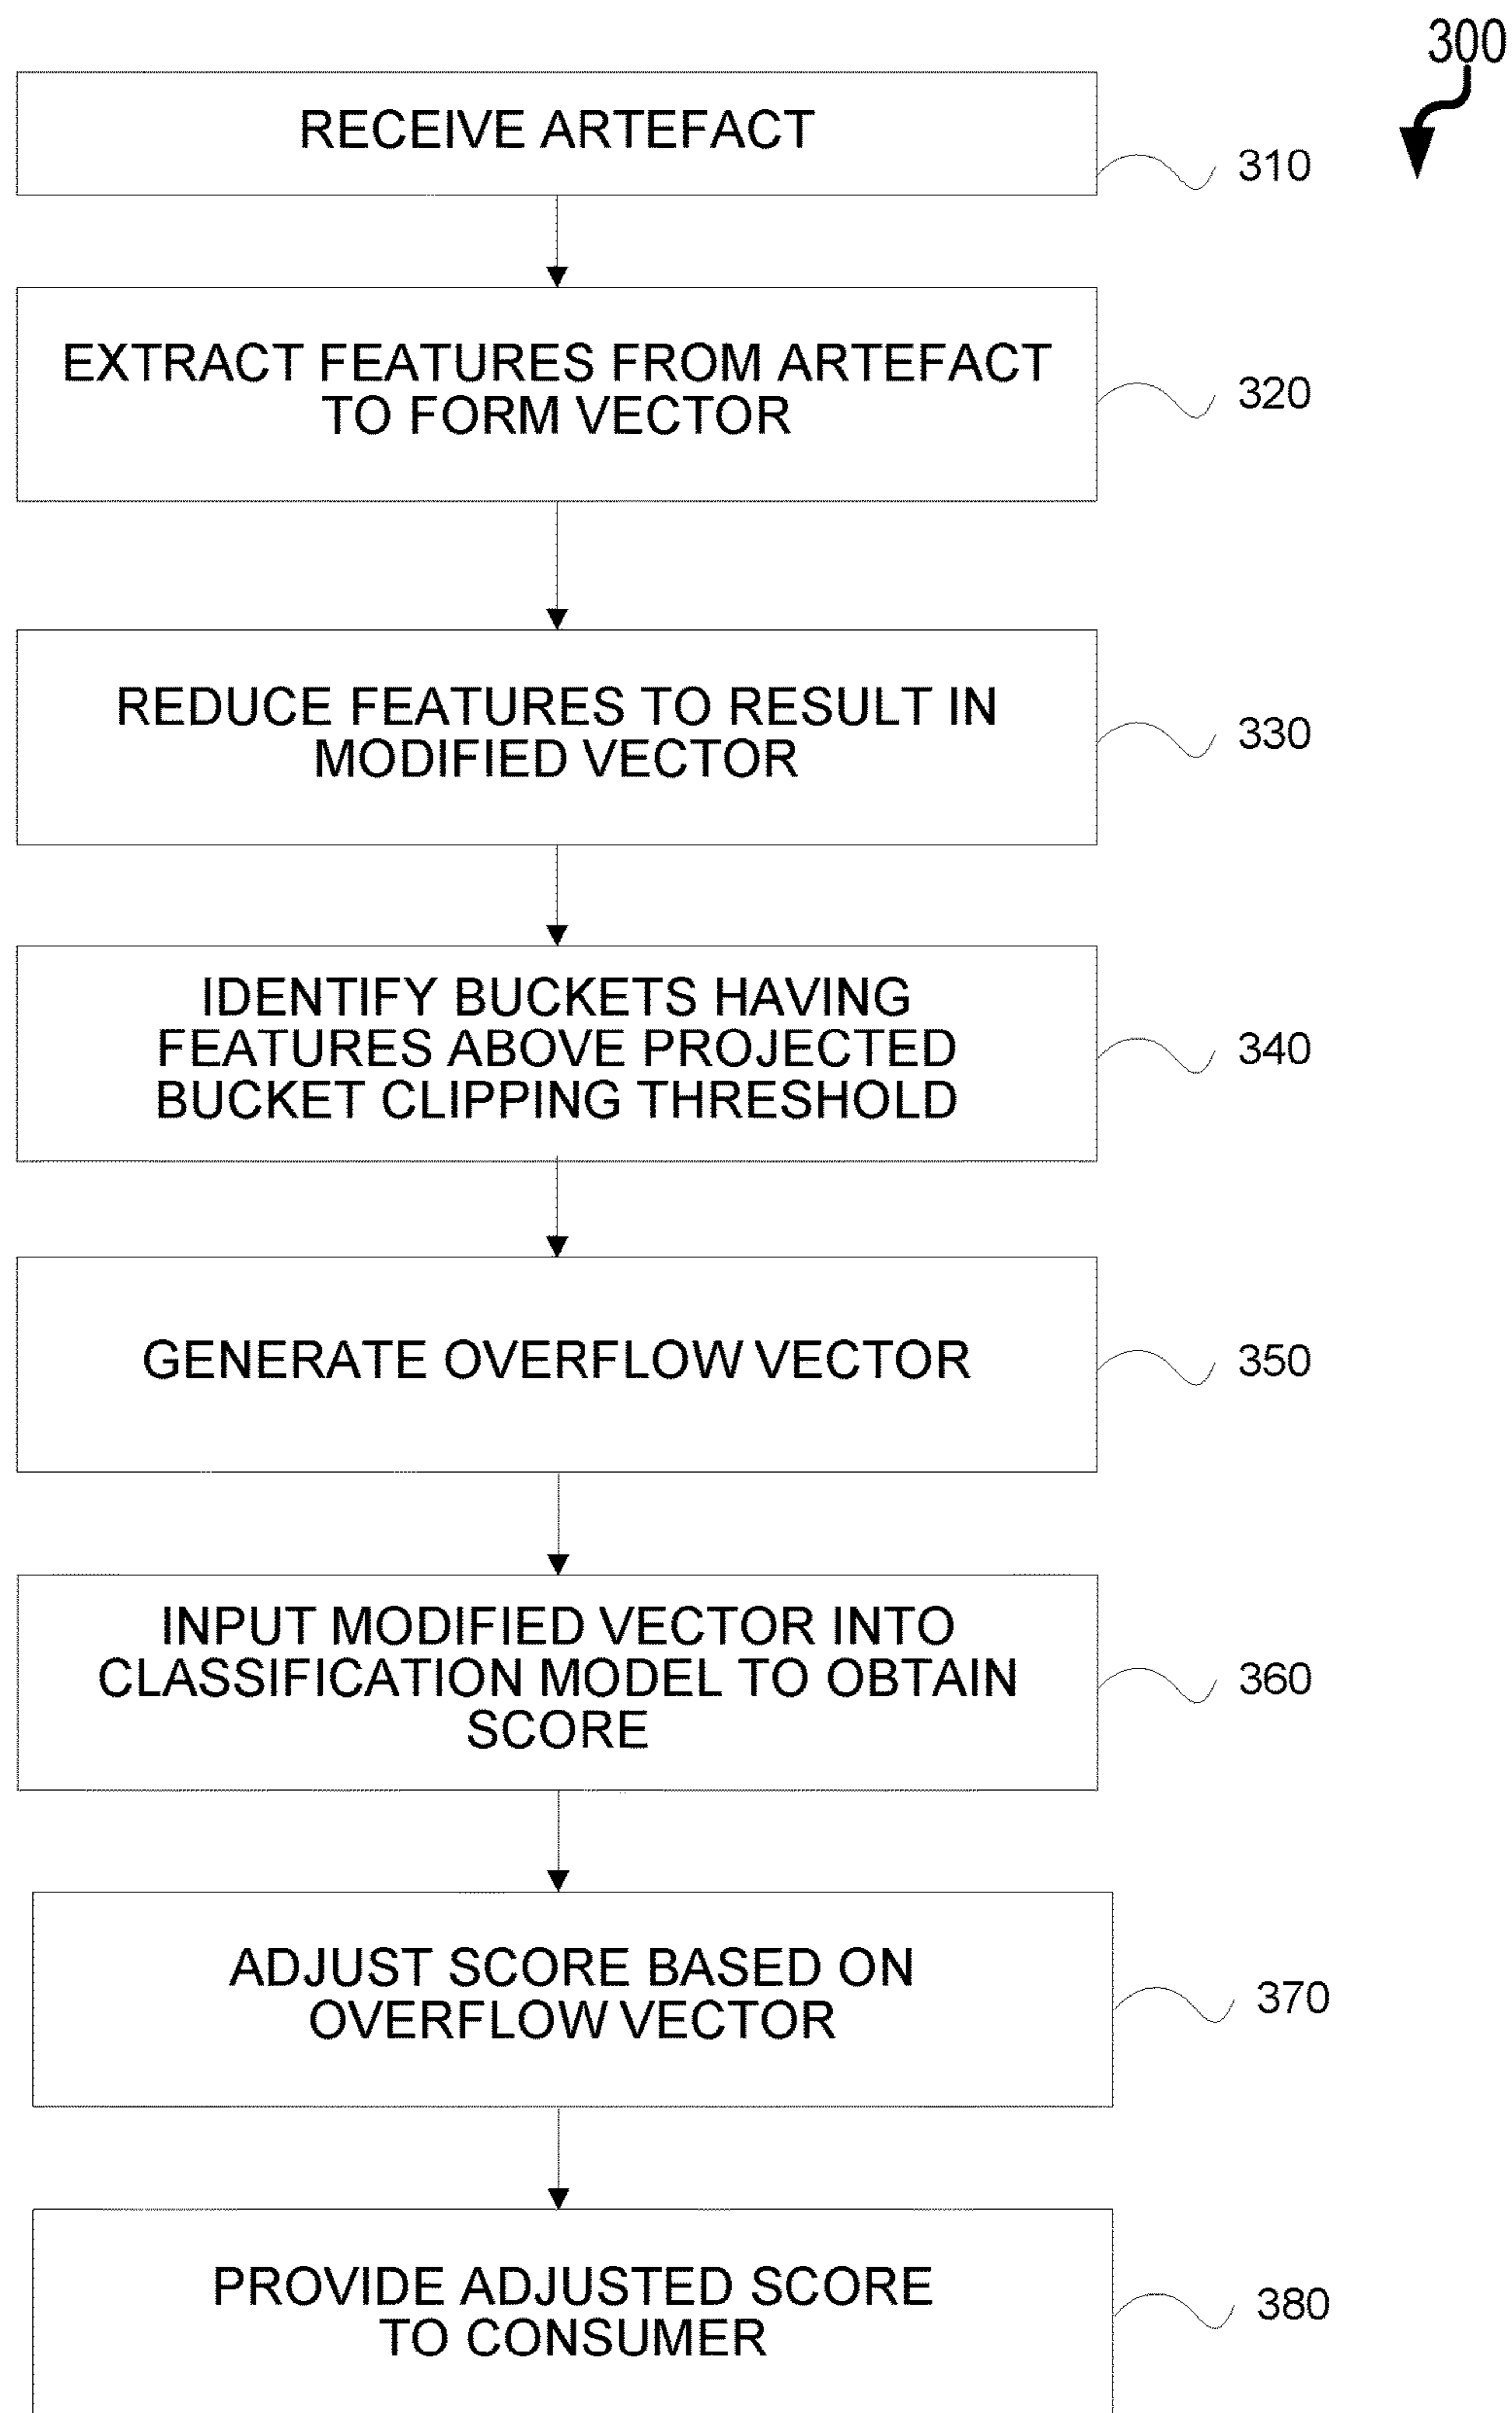 300
RECEIVE ARTEFACT
310
EXTRACT FEATURES FROM ARTEFACT
TO FORM VECTOR
320
REDUCE FEATURES TO RESULT IN
MODIFIED VECTOR
330
IDENTIFY BUCKETS HAVING
FEATURES ABOVE PROJECTED
BUCKET CLIPPING THRESHOLD
340
GENERATE OVERFLOW VECTOR
350
INPUT MODIFIED VECTOR INTO
CLASSIFICATION MODEL TO OBTAIN
SCORE
360
ADJUST SCORE BASED ON
OVERFLOW VECTOR
370
PROVIDE ADJUSTED SCORE
TO CONSUMER
380